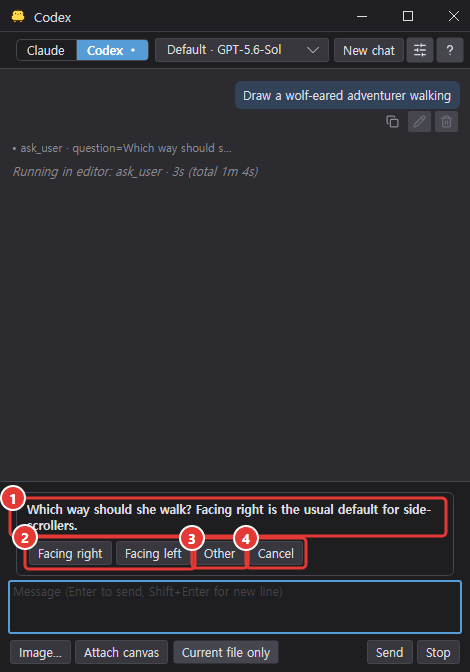 Codex
Claude Codex • Default · GPT-5.6-Sol New chat ?
Draw a wolf-eared adventurer walking
• ask_user · question=Which way should s...
Running in editor: ask_user · 3s (total 1m 4s)
1
Which way should she walk? Facing right is the usual default for side-
scrollers.
2 3 4
Facing right Facing left Other Cancel
Message (Enter to send, Shift+Enter for new line)
Image... Attach canvas Current file only Send Stop